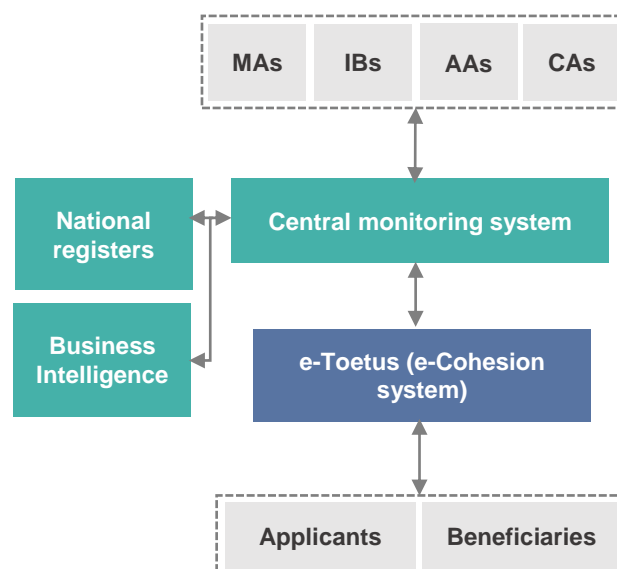 MAs IBs AAs CAs
National
registers
Central monitoring system
Business
Intelligence
e-Toetus (e-Cohesion
system)
Applicants Beneficiaries